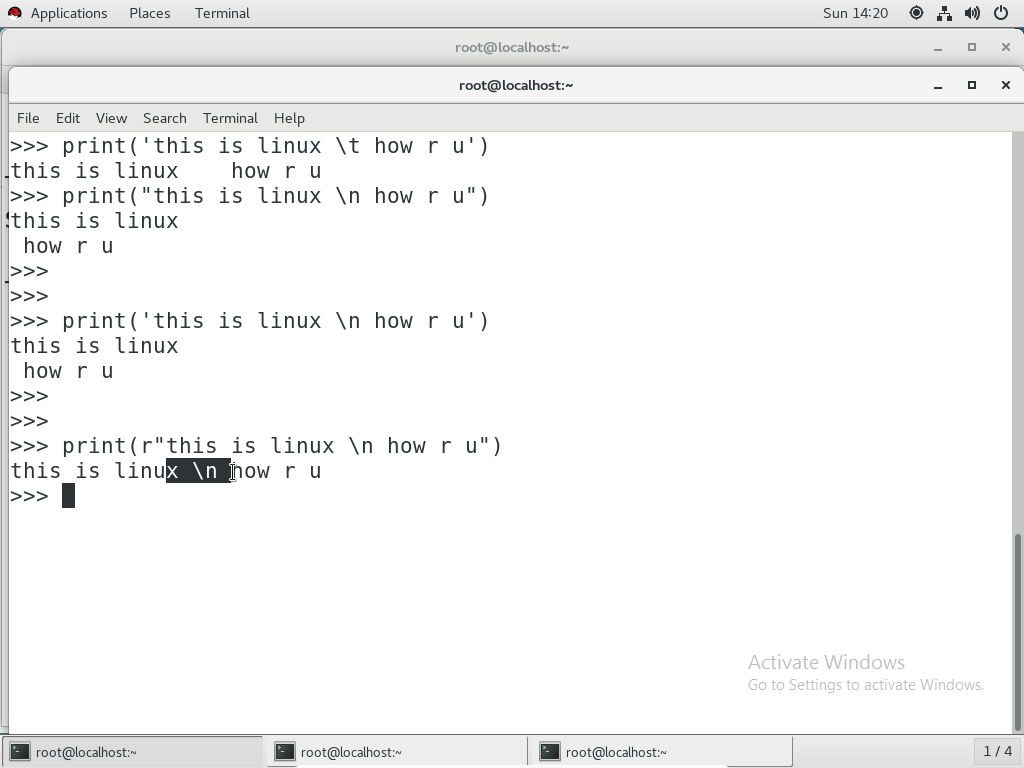 Applications Places Terminal Sun 14:20
root@localhost:~
root@localhost:~
File Edit View Search Terminal Help
>>> print('this is linux \t how r u')
this is linux    how r u
>>> print("this is linux \n how r u")
this is linux
 how r u
>>>
>>>
>>> print('this is linux \n how r u')
this is linux
 how r u
>>>
>>>
>>> print(r"this is linux \n how r u")
this is linux \n how r u
>>>
Activate Windows
Go to Settings to activate Windows.
root@localhost:~ root@localhost:~ root@localhost:~ 1 / 4